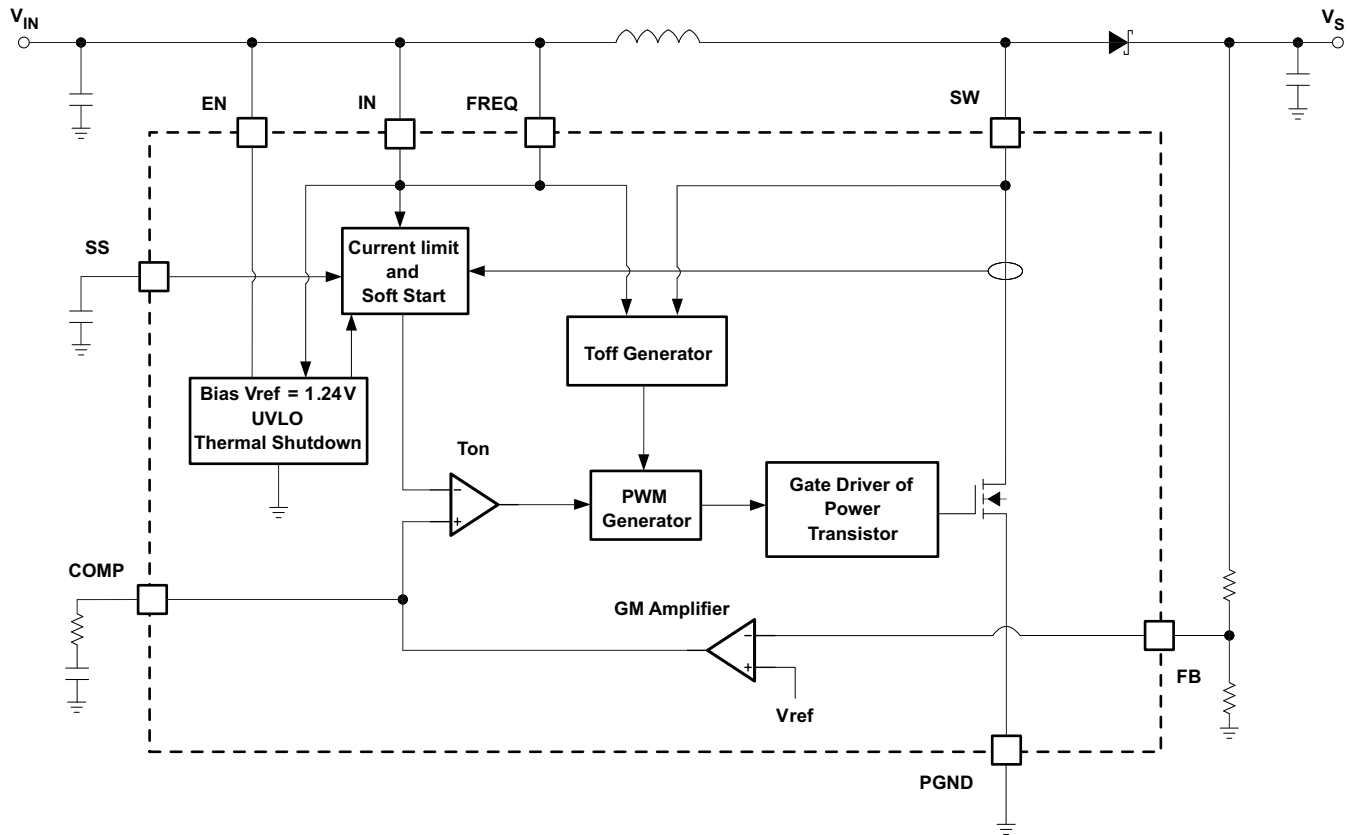 VIN
VS
EN
IN
FREQ
SW
SS
Current limit
and
Soft Start
Toff Generator
Bias Vref = 1.24V
UVLO
Thermal Shutdown
Ton
−
+
PWM
Generator
Gate Driver of
Power
Transistor
COMP
GM Amplifier
−
+
Vref
FB
PGND